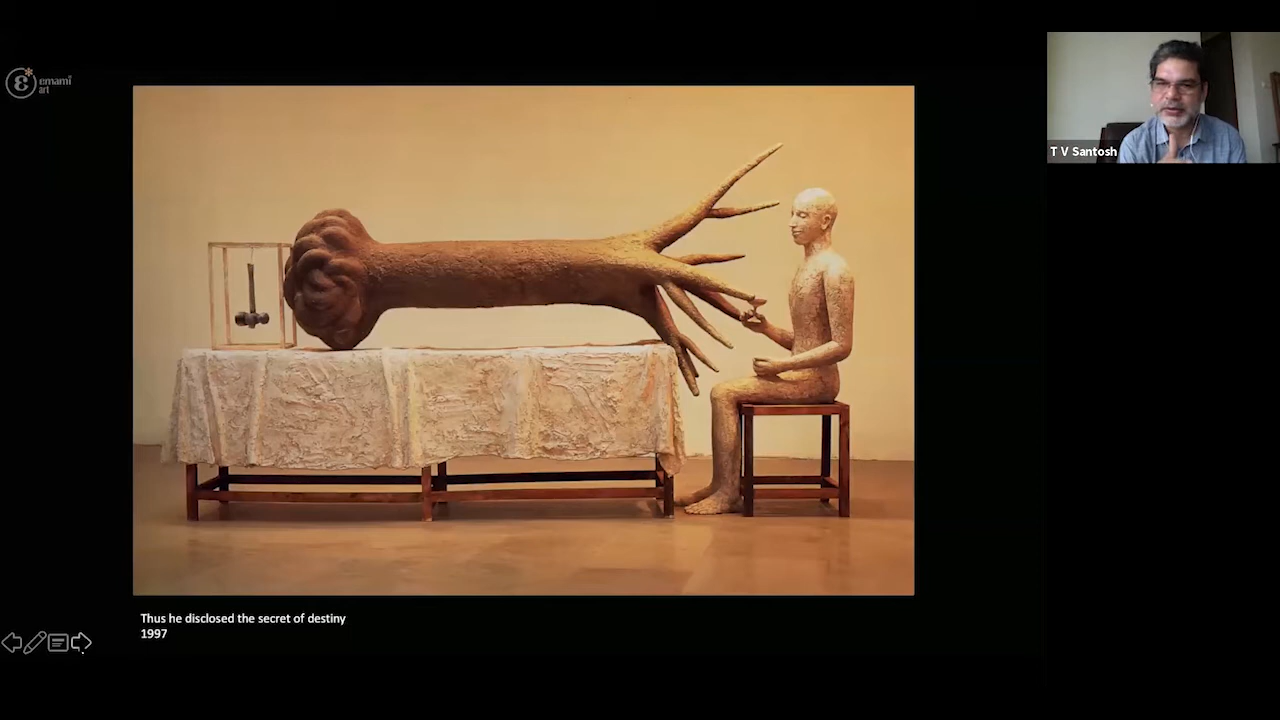 emami
art
T V Santosh
Thus he disclosed the secret of destiny
1997